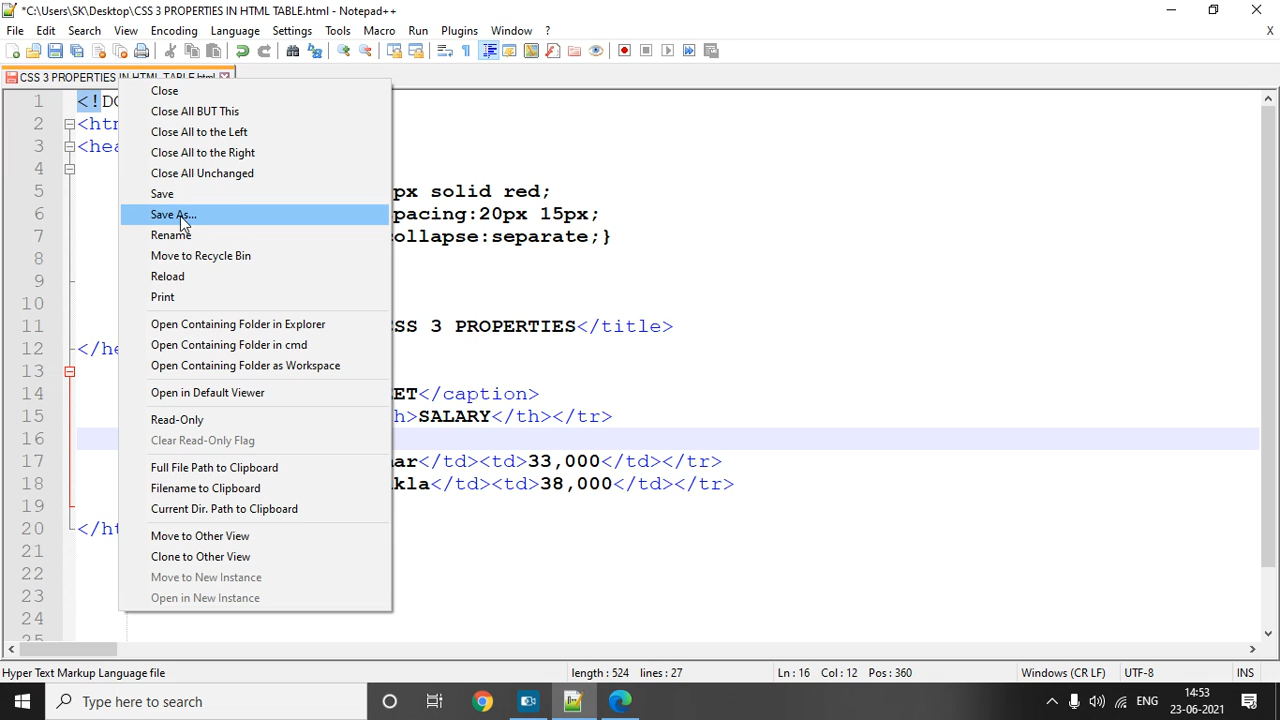 *C:\Users\SK\Desktop\CSS 3 PROPERTIES IN HTML TABLE.html - Notepad++
File Edit Search View Encoding Language Settings Tools Macro Run Plugins Window ? X
CSS 3 PROPERTIES IN HTML TABLE.html
Close
Close All BUT This
Close All to the Left
Close All to the Right
Close All Unchanged
Save
Save As...
Rename
Move to Recycle Bin
Reload
Print
Open Containing Folder in Explorer
Open Containing Folder in cmd
Open Containing Folder as Workspace
Open in Default Viewer
Read-Only
Clear Read-Only Flag
Full File Path to Clipboard
Filename to Clipboard
Current Dir. Path to Clipboard
Move to Other View
Clone to Other View
Move to New Instance
Open in New Instance
1 <!DO
2 <htm
3 <hea
4
5 px solid red;
6 pacing:20px 15px;
7 ollapse:separate;}
8
9
10
11 SS 3 PROPERTIES</title>
12 </he
13
14 ET</caption>
15 h>SALARY</th></tr>
16
17 mar</td><td>33,000</td></tr>
18 kla</td><td>38,000</td></tr>
19
20 </ht
21
22
23
24
25
Hyper Text Markup Language file length : 524 lines : 27 Ln : 16 Col : 12 Pos : 360 Windows (CR LF) UTF-8 INS
Type here to search ENG 14:53
23-06-2021